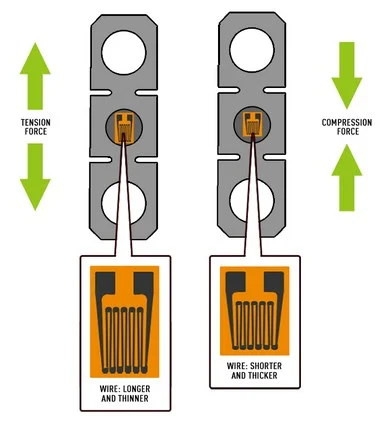 TENSION
FORCE
COMPRESSION
FORCE
WIRE: LONGER
AND THINNER
WIRE: SHORTER
AND THICKER